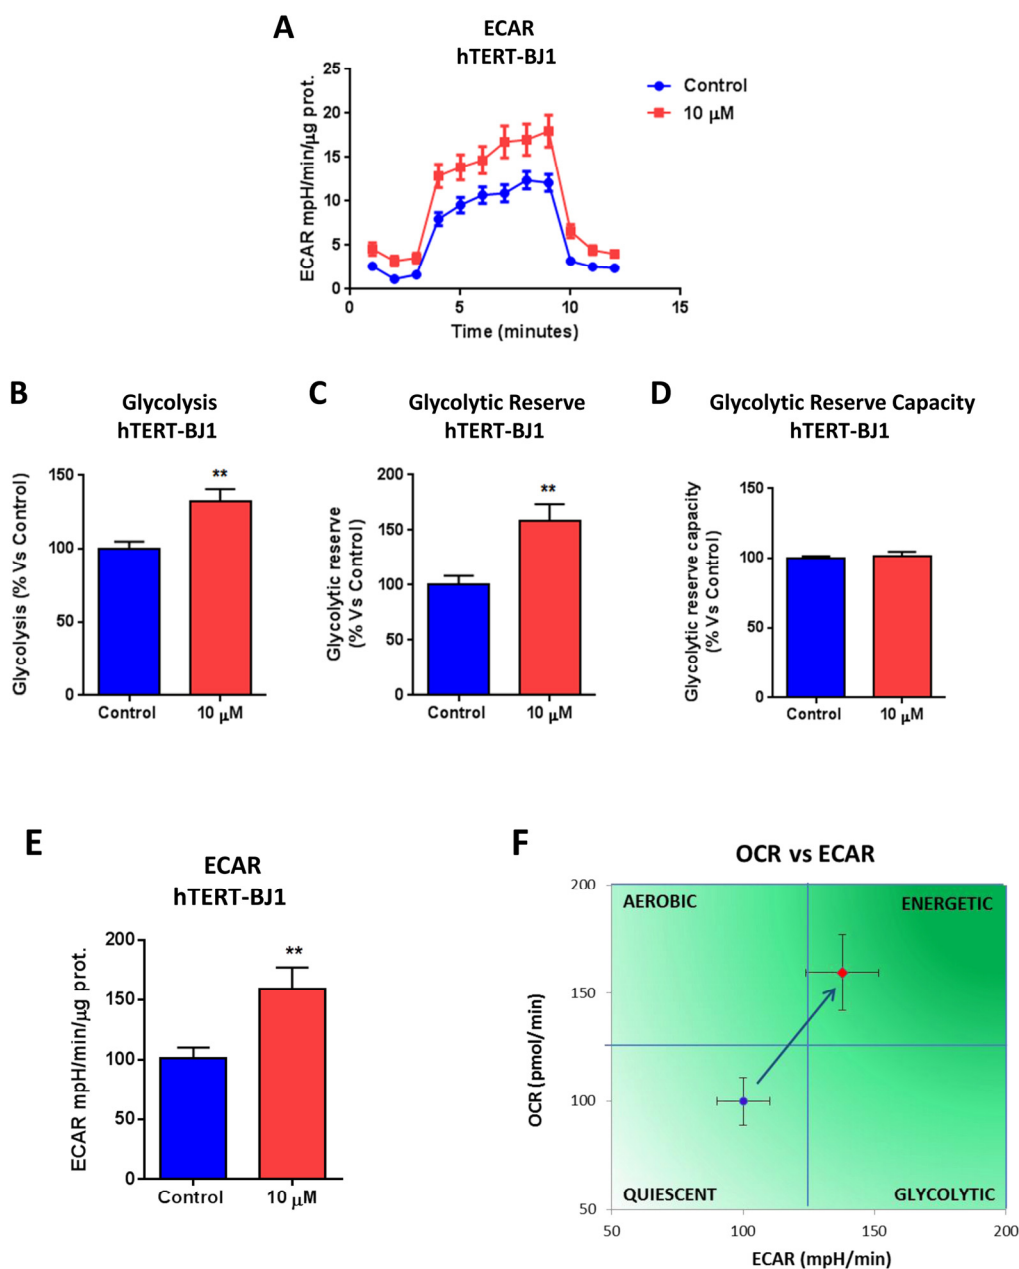 A
ECAR
hTERT-BJ1
ECAR mpH/min/μg prot.
25
20
15
10
5
0
0
5
10
15
Time (minutes)
Control
10 μM
B
Glycolysis
hTERT-BJ1
Glycolysis (% Vs Control)
150
100
50
0
**
Control
10 μM
C
Glycolytic Reserve
hTERT-BJ1
Glycolytic reserve
(% Vs Control)
200
150
100
50
0
**
Control
10 μM
D
Glycolytic Reserve Capacity
hTERT-BJ1
Glycolytic reserve capacity
(% Vs Control)
150
100
50
0
Control
10 μM
E
ECAR
hTERT-BJ1
ECAR mpH/min/μg prot.
200
150
100
50
0
**
Control
10 μM
F
OCR vs ECAR
OCR (pmol/min)
200
150
100
50
AEROBIC
ENERGETIC
QUIESCENT
GLYCOLYTIC
50
100
150
200
ECAR (mpH/min)